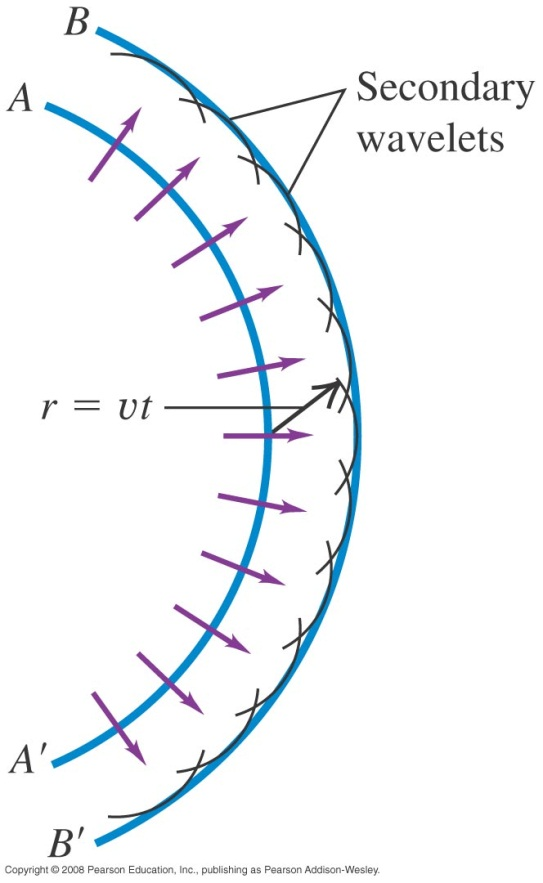 B
A
Secondary
wavelets
r = vt
A′
B′
Copyright © 2008 Pearson Education, Inc., publishing as Pearson Addison-Wesley.